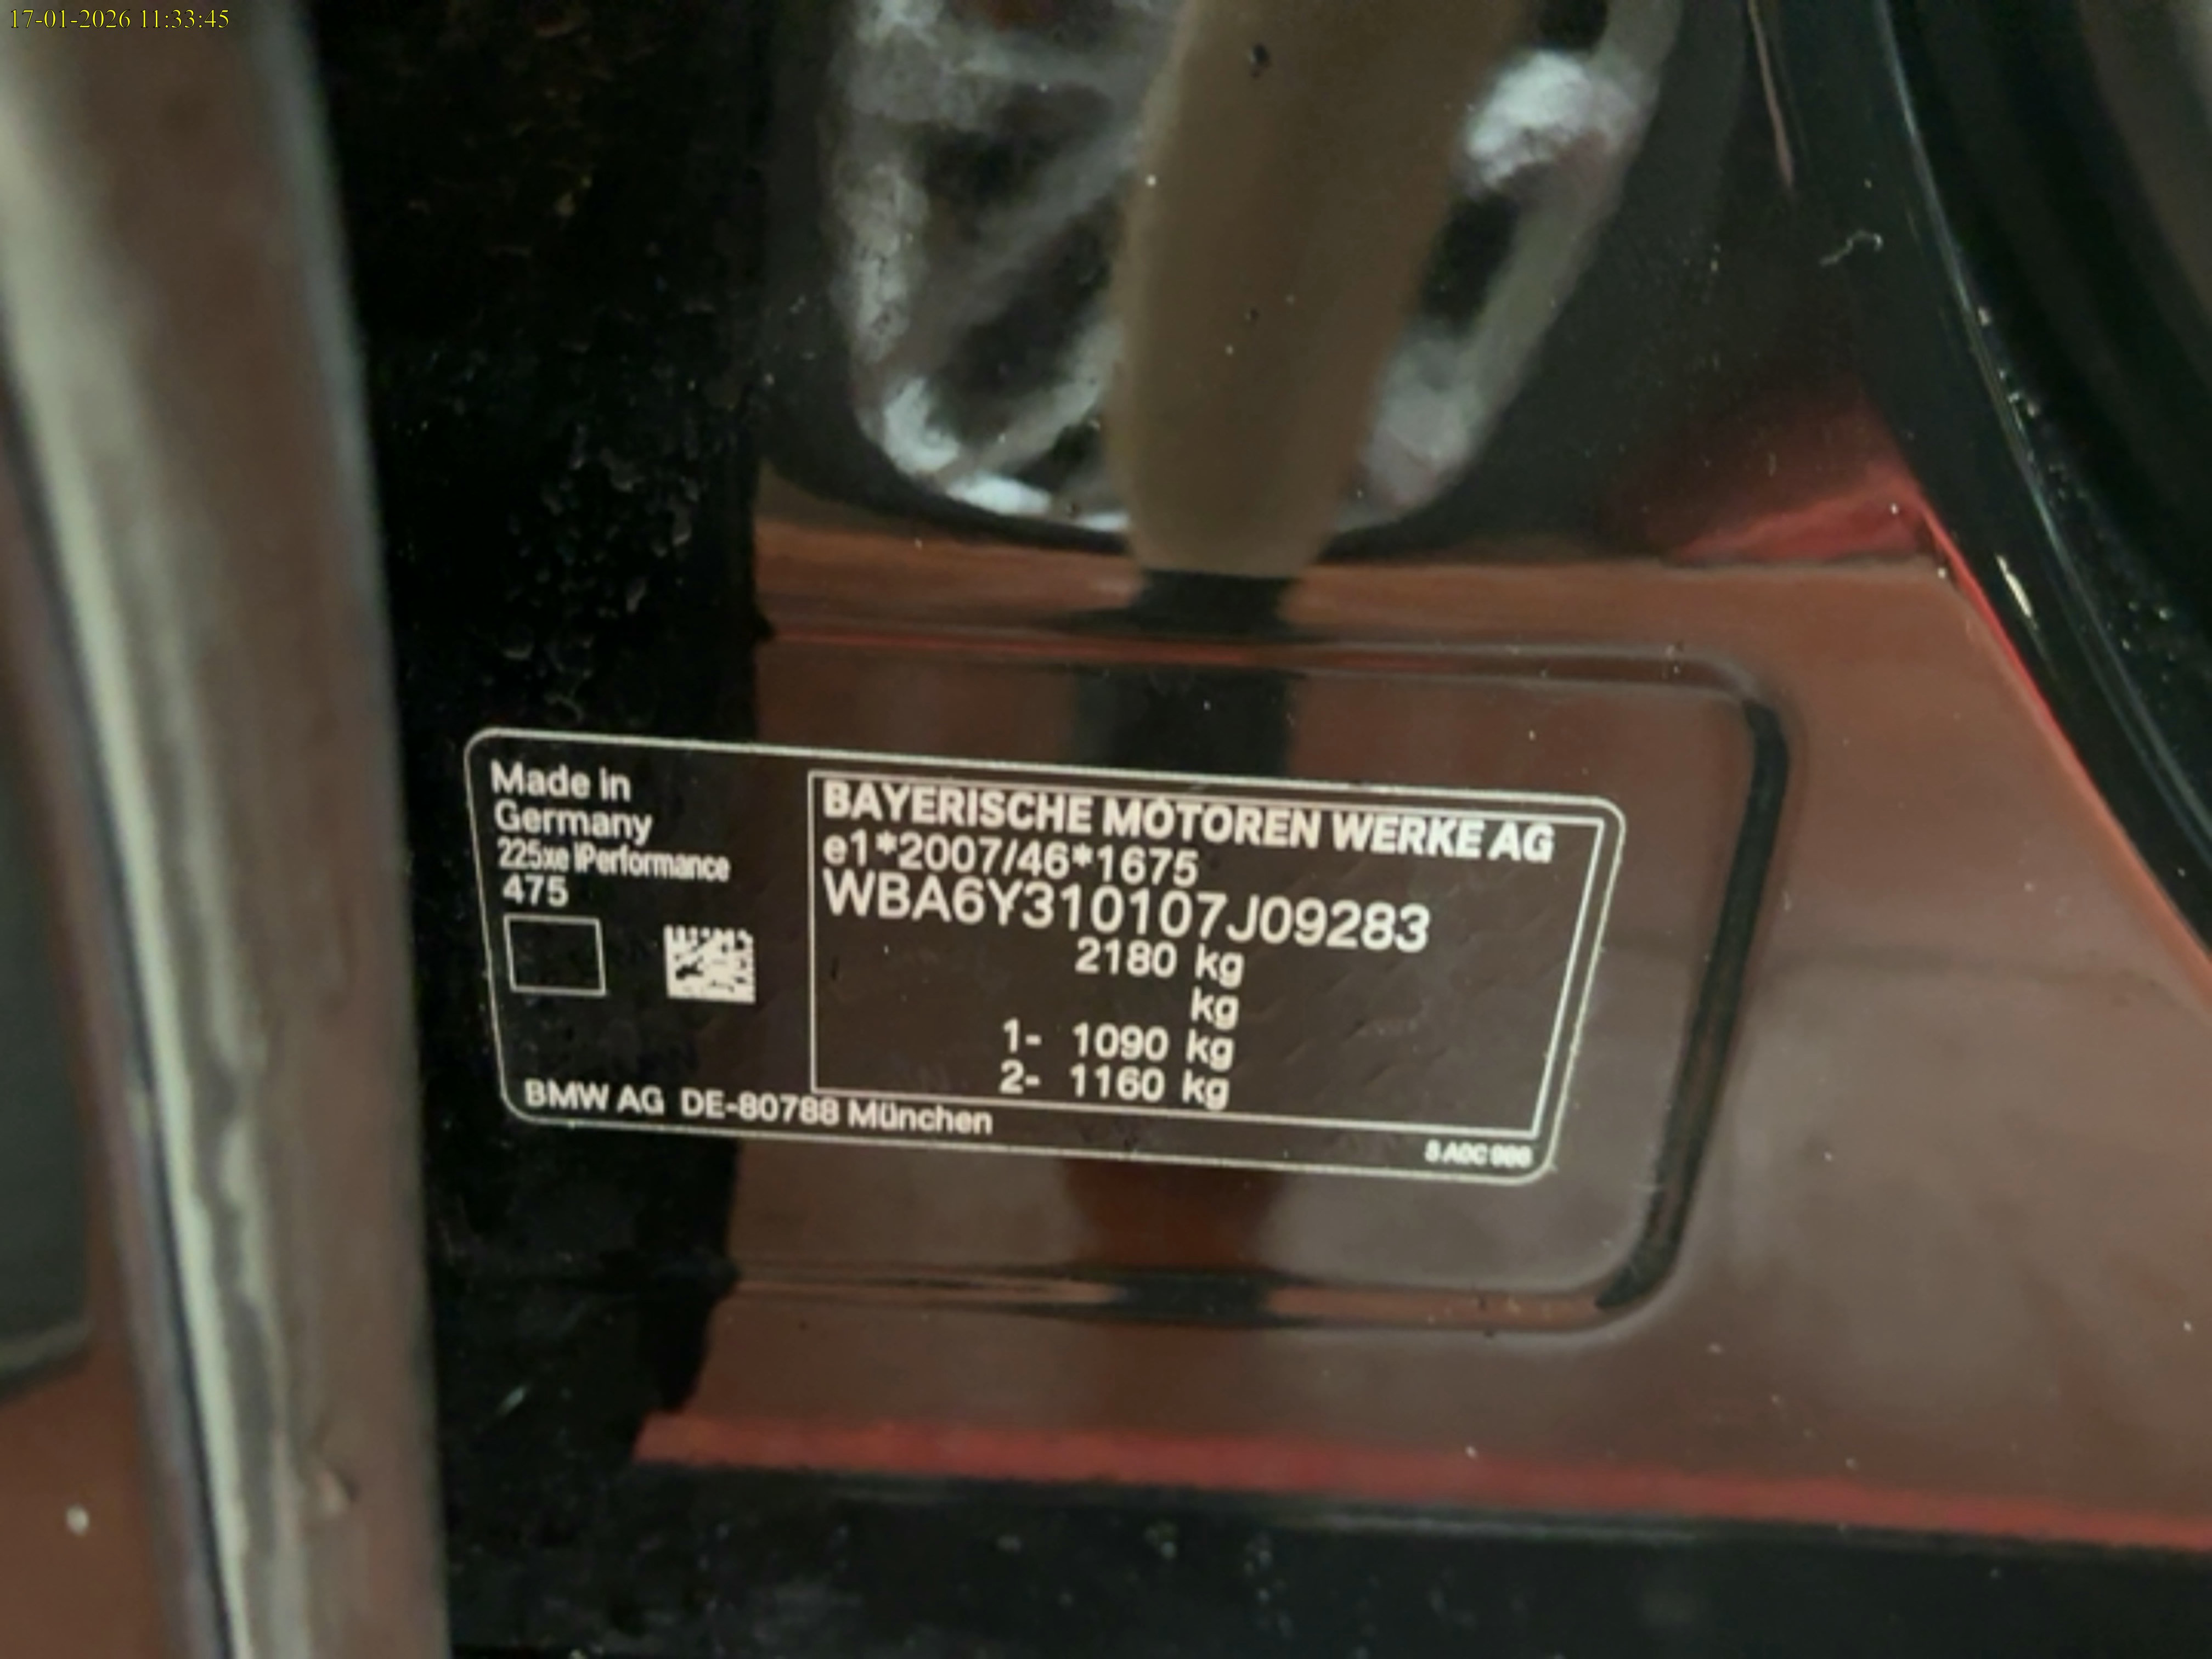 17-01-2026 11:33:45
Made in
Germany
225xe iPerformance
475
BMW AG DE-80788 München
BAYERISCHE MOTOREN WERKE AG
e1*2007/46*1675
WBA6Y310107J09283
2180 kg
kg
1- 1090 kg
2- 1160 kg